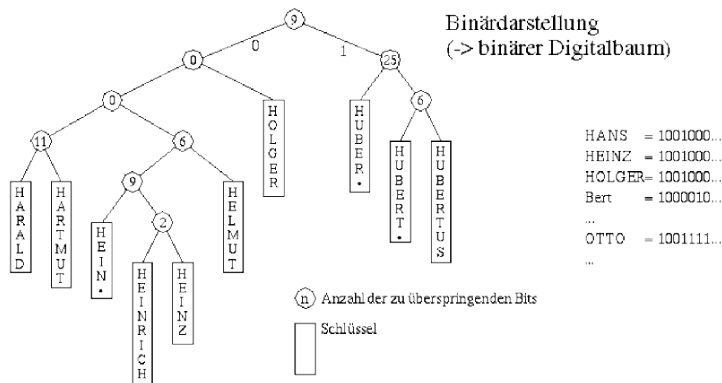 9
Binärdarstellung
(-> binärer Digitalbaum)
0
1
0
25
0
6
11
6
9
2
HARALD
HARTMUT
HEIN•
HEINRICH
HEINZ
HELMUT
HOLGER
HUBER•
HUBERT•
HUBERTUS
HANS = 1001000...
HEINZ = 1001000...
HOLGER= 1001000...
Bert = 1000010...
...
OTTO = 1001111...
...
n Anzahl der zu überspringenden Bits
Schlüssel